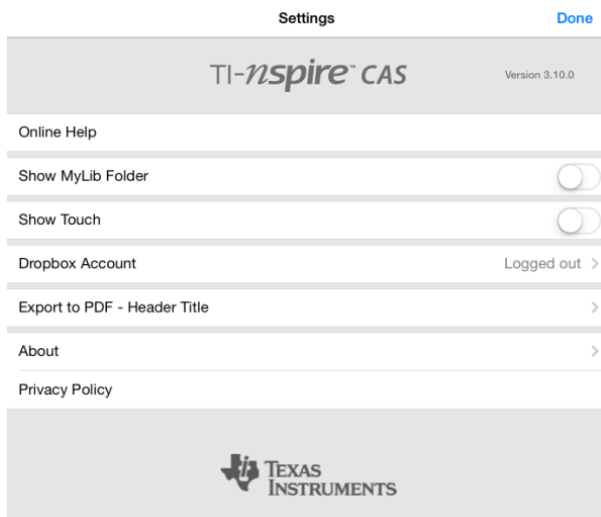 Settings Done
TI-nspire™ CAS Version 3.10.0
Online Help
Show MyLib Folder
Show Touch
Dropbox Account Logged out
Export to PDF - Header Title
About
Privacy Policy
TEXAS
INSTRUMENTS